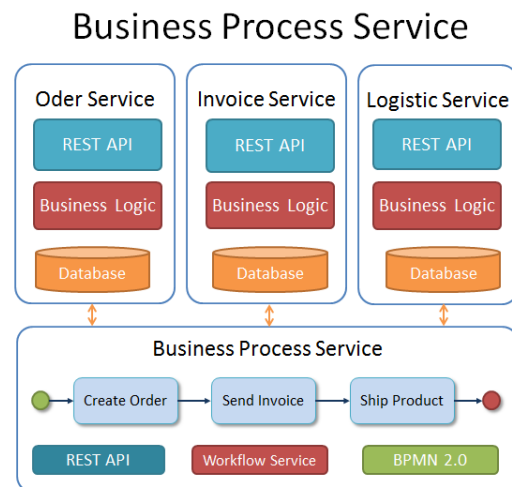 Business Process Service
Oder Service
Invoice Service
Logistic Service
REST API
REST API
REST API
Business Logic
Business Logic
Business Logic
Database
Database
Database
Business Process Service
Create Order
Send Invoice
Ship Product
REST API
Workflow Service
BPMN 2.0